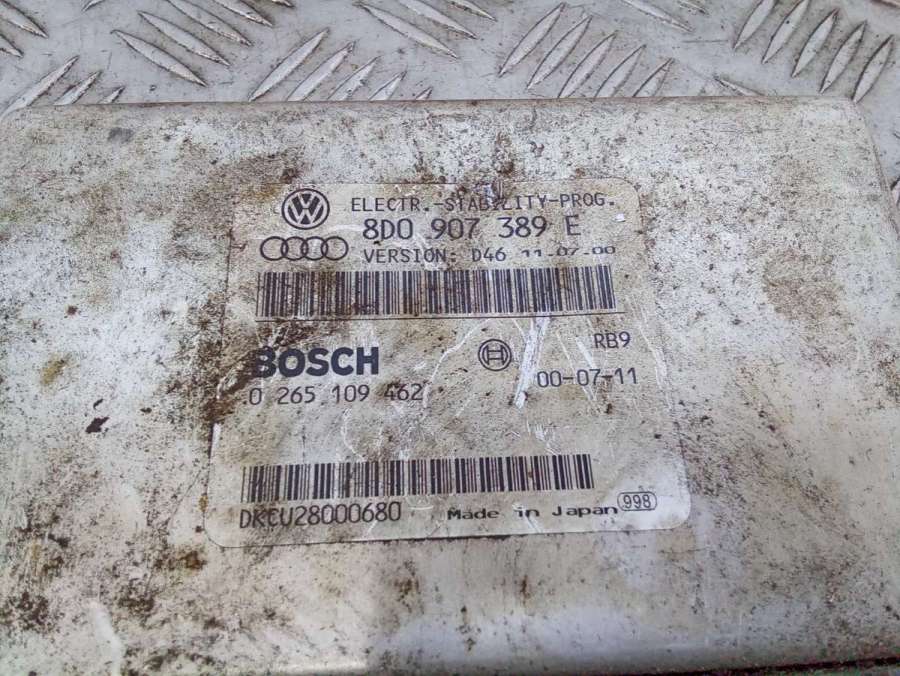 ELECTR.-STABILITY-PROG.
8D0 907 389 E
VERSION: D46 11.07.00
BOSCH
RB9
0 265 109 462
00-07-11
DKCU28000680
Made in Japan 998